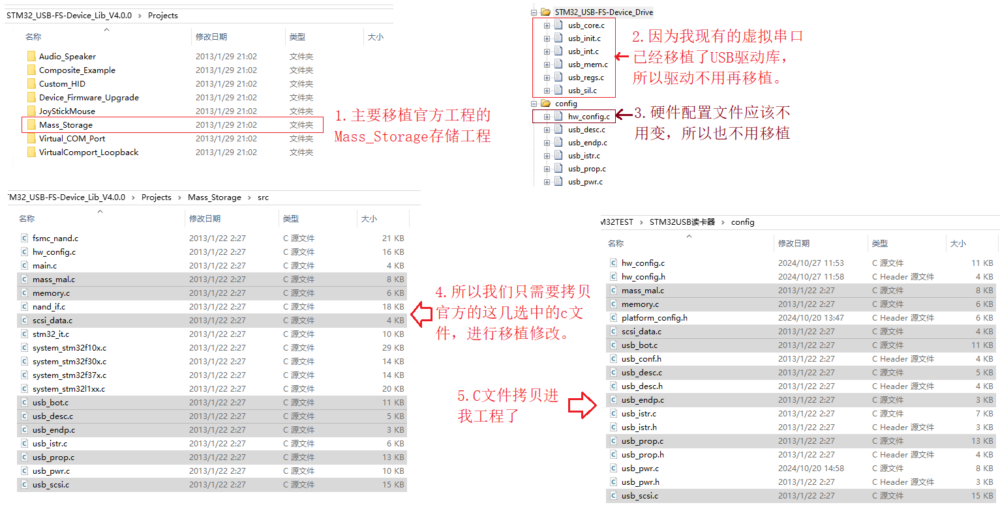 STM32_USB-FS-Device_Lib_V4.0.0 › Projects
名称 修改日期 类型 大小
Audio_Speaker 2013/1/29 21:02 文件夹
Composite_Example 2013/1/29 21:02 文件夹
Custom_HID 2013/1/29 21:02 文件夹
Device_Firmware_Upgrade 2013/1/29 21:02 文件夹
JoyStickMouse 2013/1/29 21:02 文件夹
Mass_Storage 2013/1/29 21:02 文件夹
Virtual_COM_Port 2013/1/29 21:02 文件夹
VirtualComport_Loopback 2013/1/29 21:02 文件夹
1.主要移植官方工程的
Mass_Storage存储工程
STM32_USB-FS-Device_Drive
usb_core.c
usb_init.c
usb_int.c
usb_mem.c
usb_regs.c
usb_sil.c
config
hw_config.c
usb_desc.c
usb_endp.c
usb_istr.c
usb_prop.c
usb_pwr.c
2.因为我现有的虚拟串口
已经移植了USB驱动库，
所以驱动不用再移植。
3.硬件配置文件应该不
用变，所以也不用移植
TM32_USB-FS-Device_Lib_V4.0.0 › Projects › Mass_Storage › src
名称 修改日期 类型 大小
fsmc_nand.c 2013/1/22 2:27 C 源文件 21 KB
hw_config.c 2013/1/22 2:27 C 源文件 16 KB
main.c 2013/1/22 2:27 C 源文件 4 KB
mass_mal.c 2013/1/22 2:27 C 源文件 8 KB
memory.c 2013/1/22 2:27 C 源文件 6 KB
nand_if.c 2013/1/22 2:27 C 源文件 18 KB
scsi_data.c 2013/1/22 2:27 C 源文件 4 KB
stm32_it.c 2013/1/22 2:27 C 源文件 10 KB
system_stm32f10x.c 2013/1/22 2:27 C 源文件 29 KB
system_stm32f30x.c 2013/1/22 2:27 C 源文件 14 KB
system_stm32f37x.c 2013/1/22 2:27 C 源文件 14 KB
system_stm32l1xx.c 2013/1/22 2:27 C 源文件 20 KB
usb_bot.c 2013/1/22 2:27 C 源文件 11 KB
usb_desc.c 2013/1/22 2:27 C 源文件 5 KB
usb_endp.c 2013/1/22 2:27 C 源文件 3 KB
usb_istr.c 2013/1/22 2:27 C 源文件 6 KB
usb_prop.c 2013/1/22 2:27 C 源文件 13 KB
usb_pwr.c 2013/1/22 2:27 C 源文件 10 KB
usb_scsi.c 2013/1/22 2:27 C 源文件 15 KB
4.所以我们只需要拷贝
官方的这几选中的c文
件，进行移植修改。
5.C文件拷贝进
我工程了
M32TEST › STM32USB读卡器 › config
名称 修改日期 类型 大小
hw_config.c 2024/10/27 11:53 C 源文件 11 KB
hw_config.h 2024/10/27 11:58 C Header 源文件 4 KB
mass_mal.c 2013/1/22 2:27 C 源文件 8 KB
memory.c 2013/1/22 2:27 C 源文件 6 KB
platform_config.h 2024/10/20 13:47 C Header 源文件 6 KB
scsi_data.c 2013/1/22 2:27 C 源文件 4 KB
usb_bot.c 2013/1/22 2:27 C 源文件 11 KB
usb_conf.h 2013/1/22 2:27 C Header 源文件 4 KB
usb_desc.c 2013/1/22 2:27 C 源文件 5 KB
usb_desc.h 2013/1/22 2:27 C Header 源文件 4 KB
usb_endp.c 2013/1/22 2:27 C 源文件 3 KB
usb_istr.c 2013/1/22 2:27 C 源文件 7 KB
usb_istr.h 2013/1/22 2:27 C Header 源文件 3 KB
usb_prop.c 2013/1/22 2:27 C 源文件 13 KB
usb_prop.h 2013/1/22 2:27 C Header 源文件 4 KB
usb_pwr.c 2024/10/20 14:58 C 源文件 8 KB
usb_pwr.h 2013/1/22 2:27 C Header 源文件 3 KB
usb_scsi.c 2013/1/22 2:27 C 源文件 15 KB